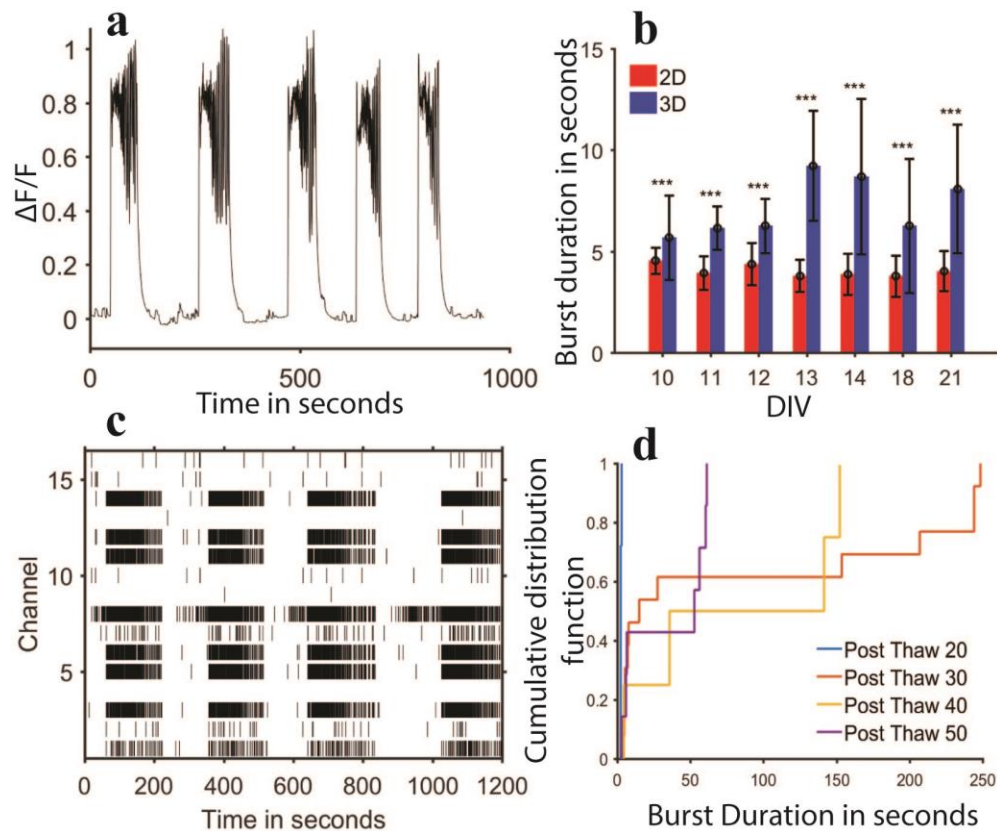 a
1
0.8
0.6
0.4
0.2
0
ΔF/F
0 500 1000
Time in seconds
b
15
10
5
0
Burst duration in seconds
2D
3D
***
***
***
***
***
***
***
10 11 12 13 14 18 21
DIV
c
15
10
5
Channel
0 200 400 600 800 1000 1200
Time in seconds
d
1
0.8
0.6
0.4
0.2
0
Cumulative distribution
function
Post Thaw 20
Post Thaw 30
Post Thaw 40
Post Thaw 50
0 50 100 150 200 250
Burst Duration in seconds